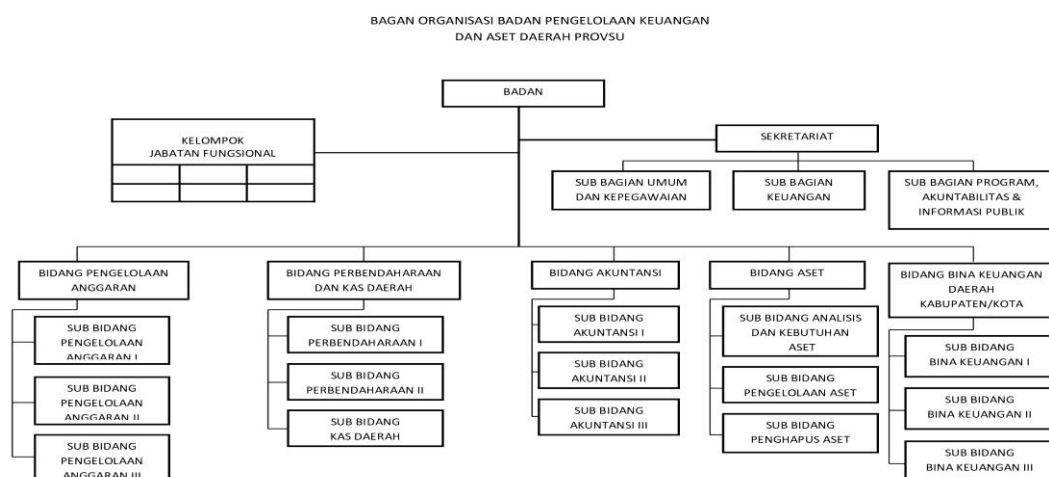 BAGAN ORGANISASI BADAN PENGELOLAAN KEUANGAN
DAN ASET DAERAH PROVSU
BADAN
KELOMPOK
JABATAN FUNGSIONAL
SEKRETARIAT
SUB BAGIAN UMUM
DAN KEPEGAWAIAN
SUB BAGIAN
KEUANGAN
SUB BAGIAN PROGRAM,
AKUNTABILITAS &
INFORMASI PUBLIK
BIDANG PENGELOLAAN
ANGGARAN
SUB BIDANG
PENGELOLAAN
ANGGARAN I
SUB BIDANG
PENGELOLAAN
ANGGARAN II
SUB BIDANG
PENGELOLAAN
ANGGARAN III
BIDANG PERBENDAHARAAN
DAN KAS DAERAH
SUB BIDANG
PERBENDAHARAAN I
SUB BIDANG
PERBENDAHARAAN II
SUB BIDANG
KAS DAERAH
BIDANG AKUNTANSI
SUB BIDANG
AKUNTANSI I
SUB BIDANG
AKUNTANSI II
SUB BIDANG
AKUNTANSI III
BIDANG ASET
SUB BIDANG ANALISIS
DAN KEBUTUHAN
ASET
SUB BIDANG
PENGELOLAAN ASET
SUB BIDANG
PENGHAPUS ASET
BIDANG BINA KEUANGAN
DAERAH
KABUPATEN/KOTA
SUB BIDANG
BINA KEUANGAN I
SUB BIDANG
BINA KEUANGAN II
SUB BIDANG
BINA KEUANGAN III